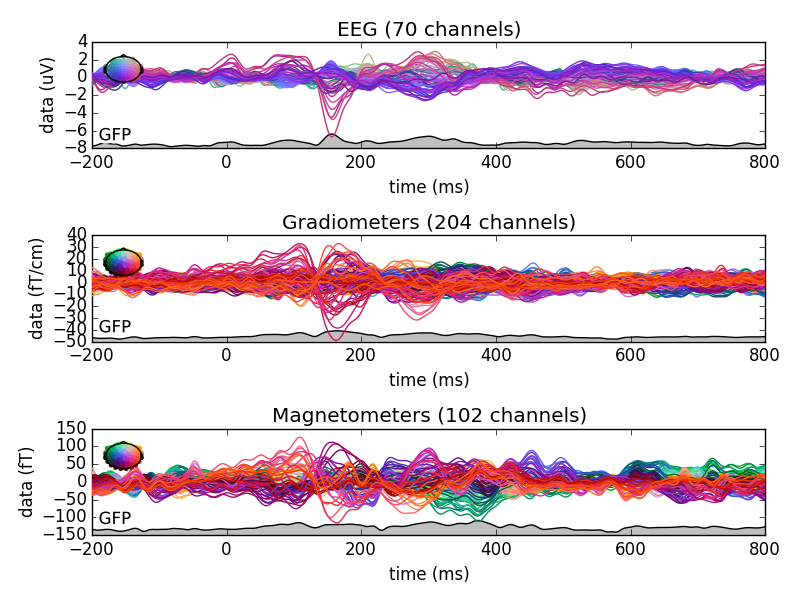 EEG (70 channels)
4
2
0
−2
−4
−6
−8
data (uV)
GFP
−200 0 200 400 600 800
time (ms)
Gradiometers (204 channels)
40
30
20
10
0
−10
−20
−30
−40
−50
data (fT/cm)
GFP
−200 0 200 400 600 800
time (ms)
Magnetometers (102 channels)
150
100
50
0
−50
−100
−150
data (fT)
GFP
−200 0 200 400 600 800
time (ms)